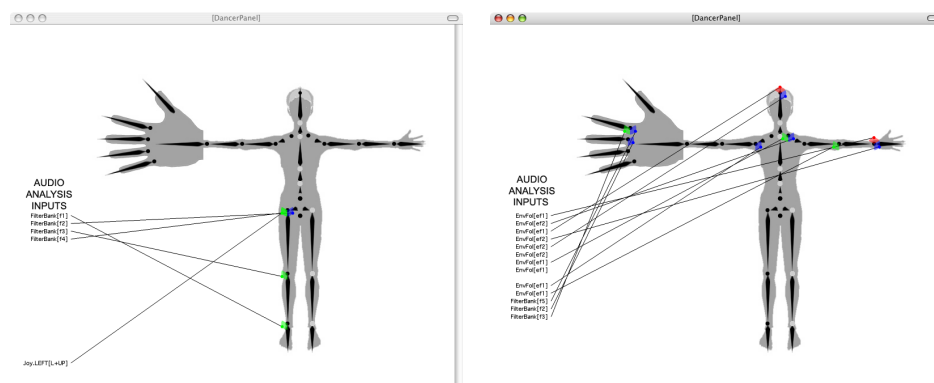 [DancerPanel]
AUDIO
ANALYSIS
INPUTS
FilterBank[f1]
FilterBank[f2]
FilterBank[f3]
FilterBank[f4]
Joy.LEFT[L+UP]
[DancerPanel]
AUDIO
ANALYSIS
INPUTS
EnvFol[ef1]
EnvFol[ef2]
EnvFol[ef1]
EnvFol[ef2]
EnvFol[ef2]
EnvFol[ef2]
EnvFol[ef1]
EnvFol[ef1]
EnvFol[ef1]
EnvFol[ef1]
FilterBank[f5]
FilterBank[f2]
FilterBank[f3]